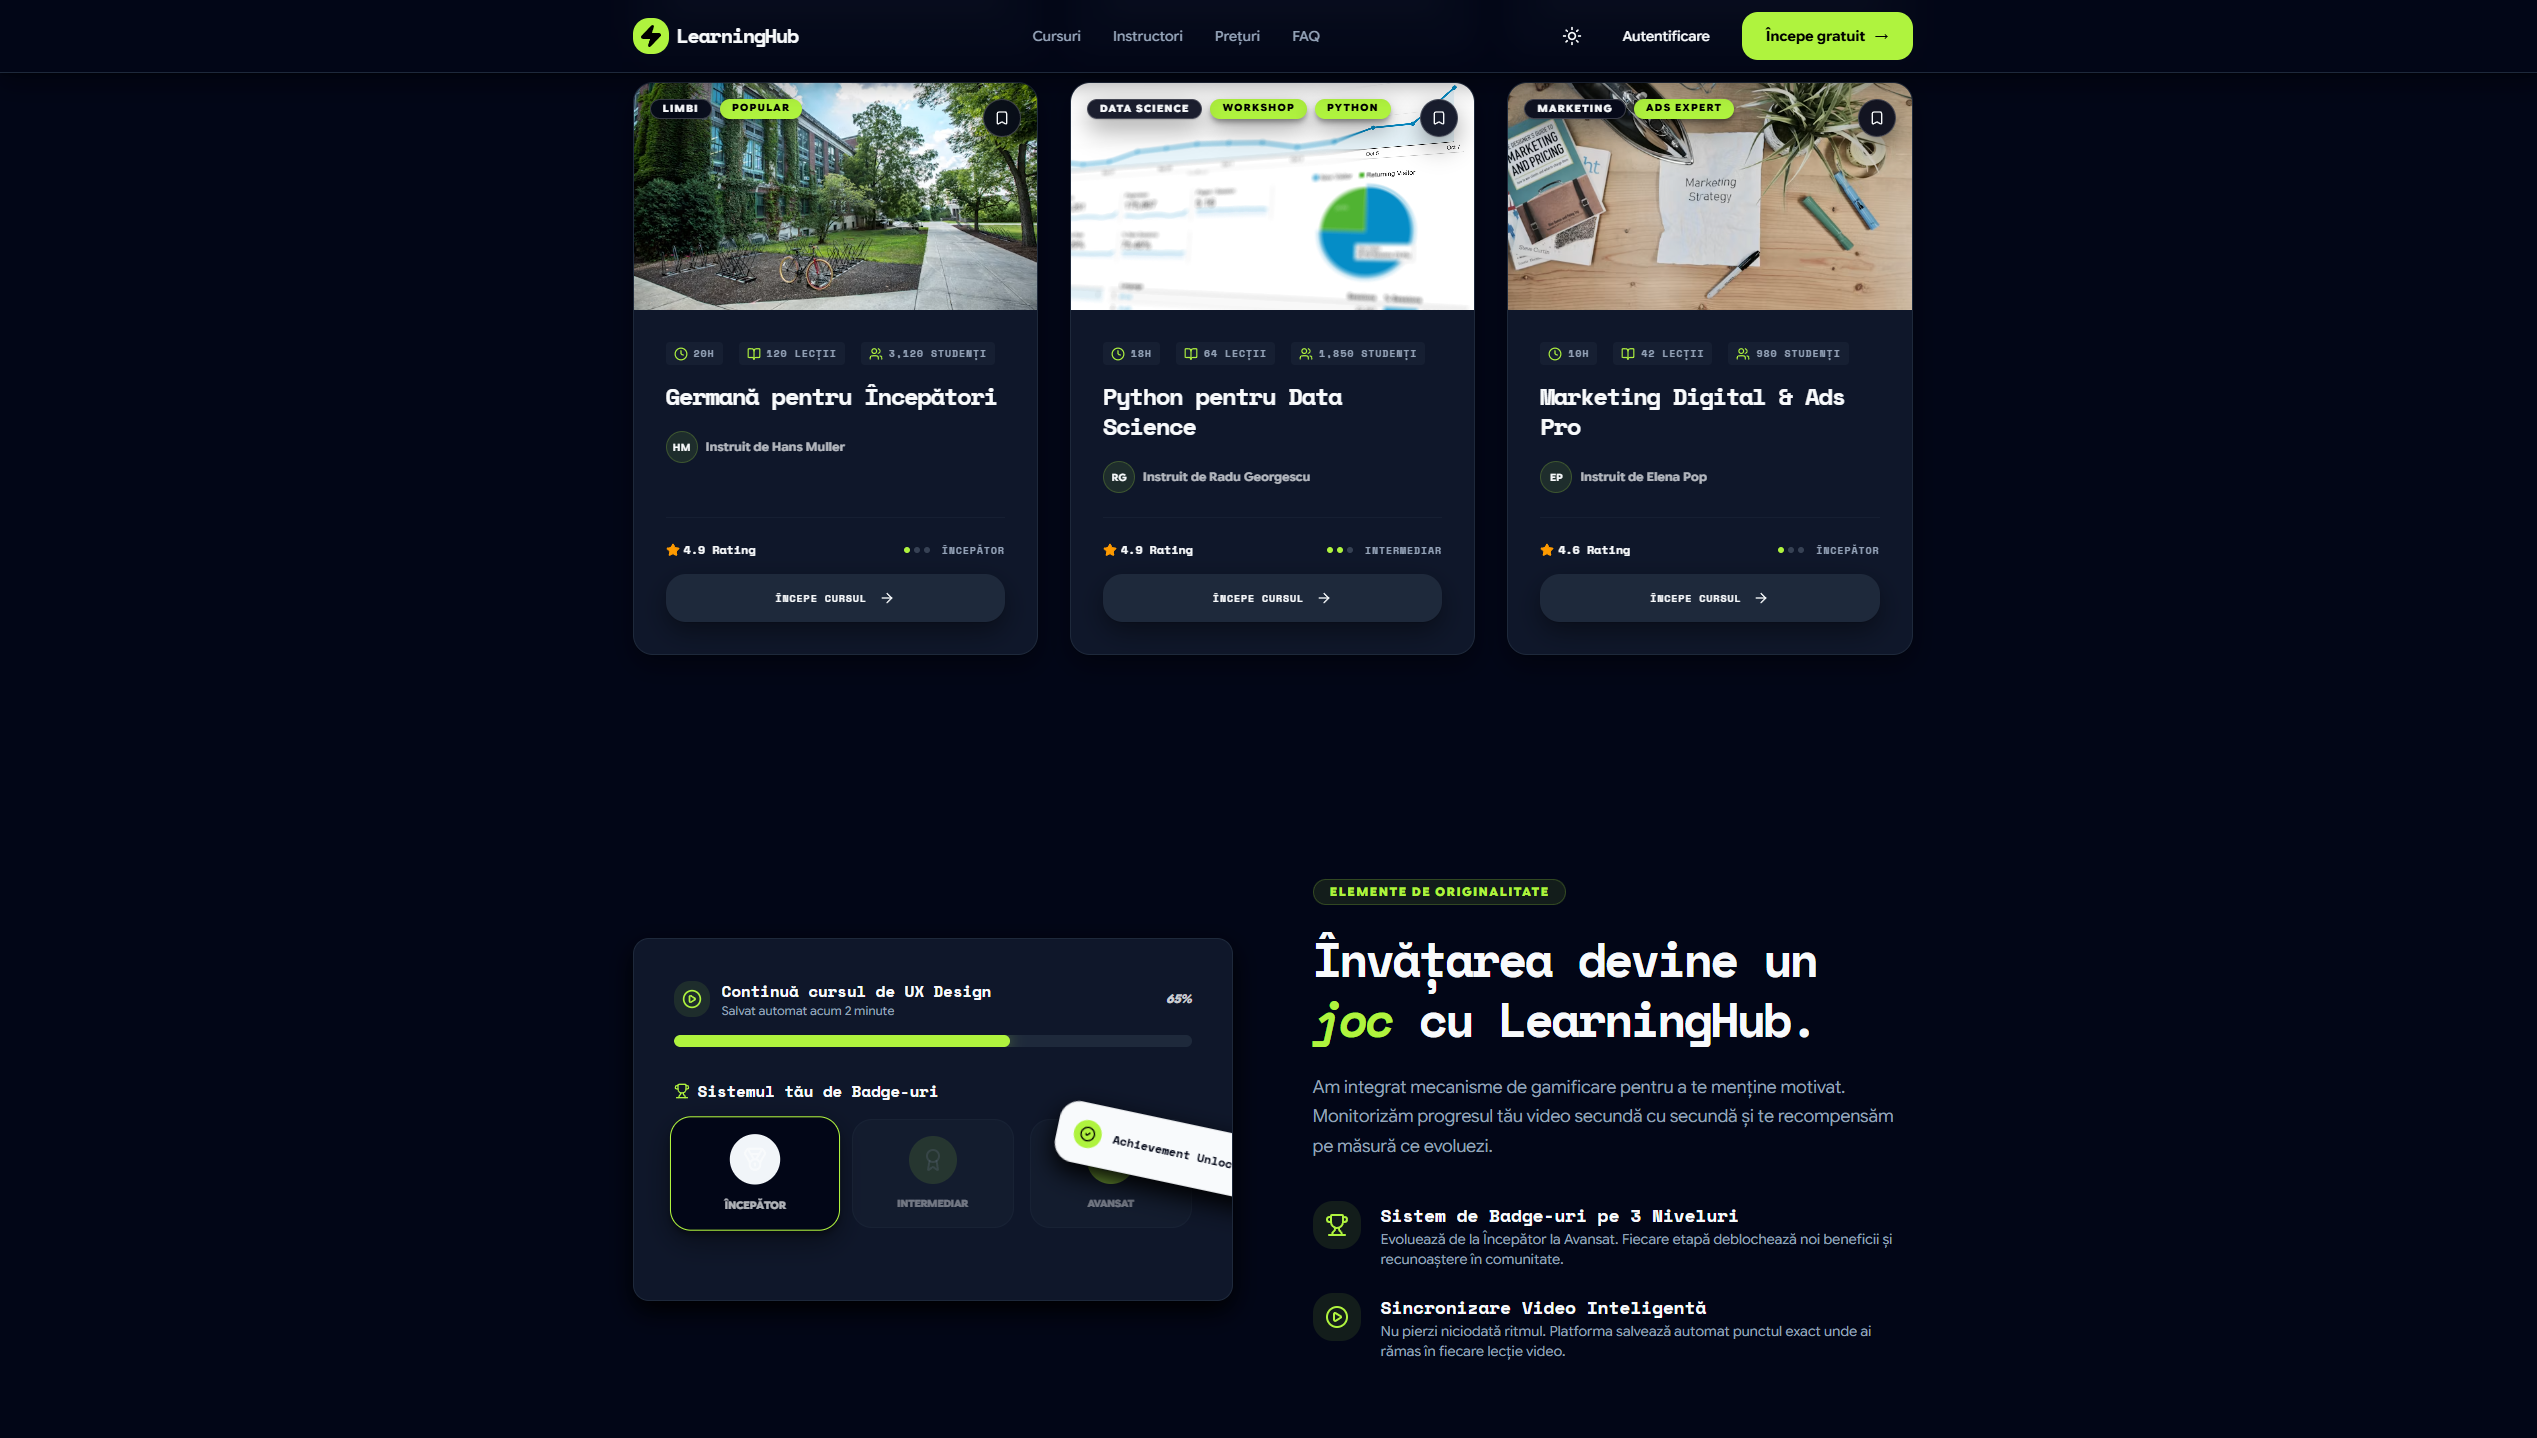 LearningHub
Cursuri
Instructori
Prețuri
FAQ
Autentificare
Începe gratuit →
LIMBI
POPULAR
DATA SCIENCE
WORKSHOP
PYTHON
Returning Visitor
MARKETING
ADS EXPERT
MARKETING
AND PRICING
Marketing
Strategy
20H
120 LECȚII
3,120 STUDENȚI
Germană pentru Începători
HM
Instruit de Hans Muller
4.9 Rating
ÎNCEPĂTOR
ÎNCEPE CURSUL
18H
64 LECȚII
1,850 STUDENȚI
Python pentru Data
Science
RG
Instruit de Radu Georgescu
4.9 Rating
INTERMEDIAR
ÎNCEPE CURSUL
10H
42 LECȚII
980 STUDENȚI
Marketing Digital & Ads
Pro
EP
Instruit de Elena Pop
4.6 Rating
ÎNCEPĂTOR
ÎNCEPE CURSUL
Continuă cursul de UX Design
Salvat automat acum 2 minute
65%
Sistemul tău de Badge-uri
ÎNCEPĂTOR
INTERMEDIAR
AVANSAT
Achievement Unloc
ELEMENTE DE ORIGINALITATE
Învățarea devine un
joc cu LearningHub.
Am integrat mecanisme de gamificare pentru a te menține motivat.
Monitorizăm progresul tău video secundă cu secundă și te recompensăm
pe măsură ce evoluezi.
Sistem de Badge-uri pe 3 Niveluri
Evoluează de la Începător la Avansat. Fiecare etapă deblochează noi beneficii și
recunoaștere în comunitate.
Sincronizare Video Inteligentă
Nu pierzi niciodată ritmul. Platforma salvează automat punctul exact unde ai
rămas în fiecare lecție video.